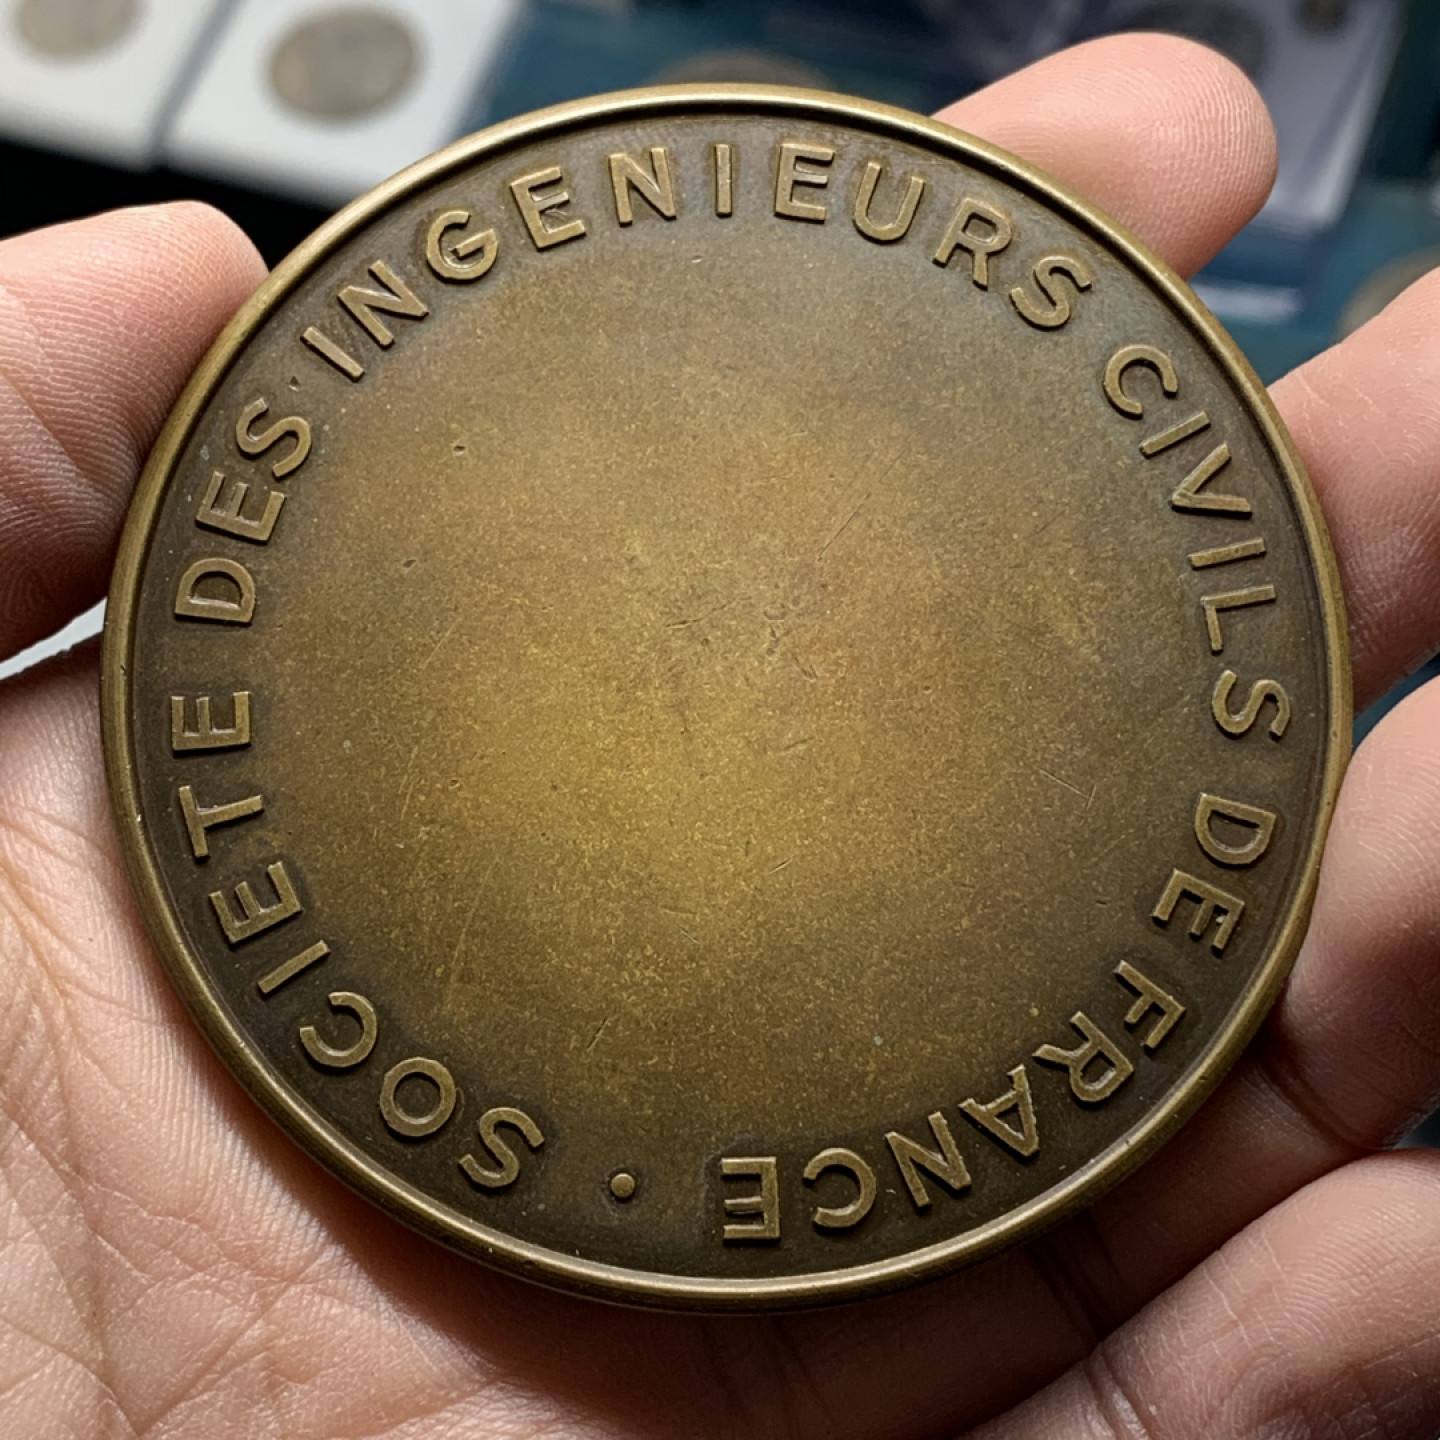 SOCIETE DES INGENIEURS CIVILS DE FRANCE •